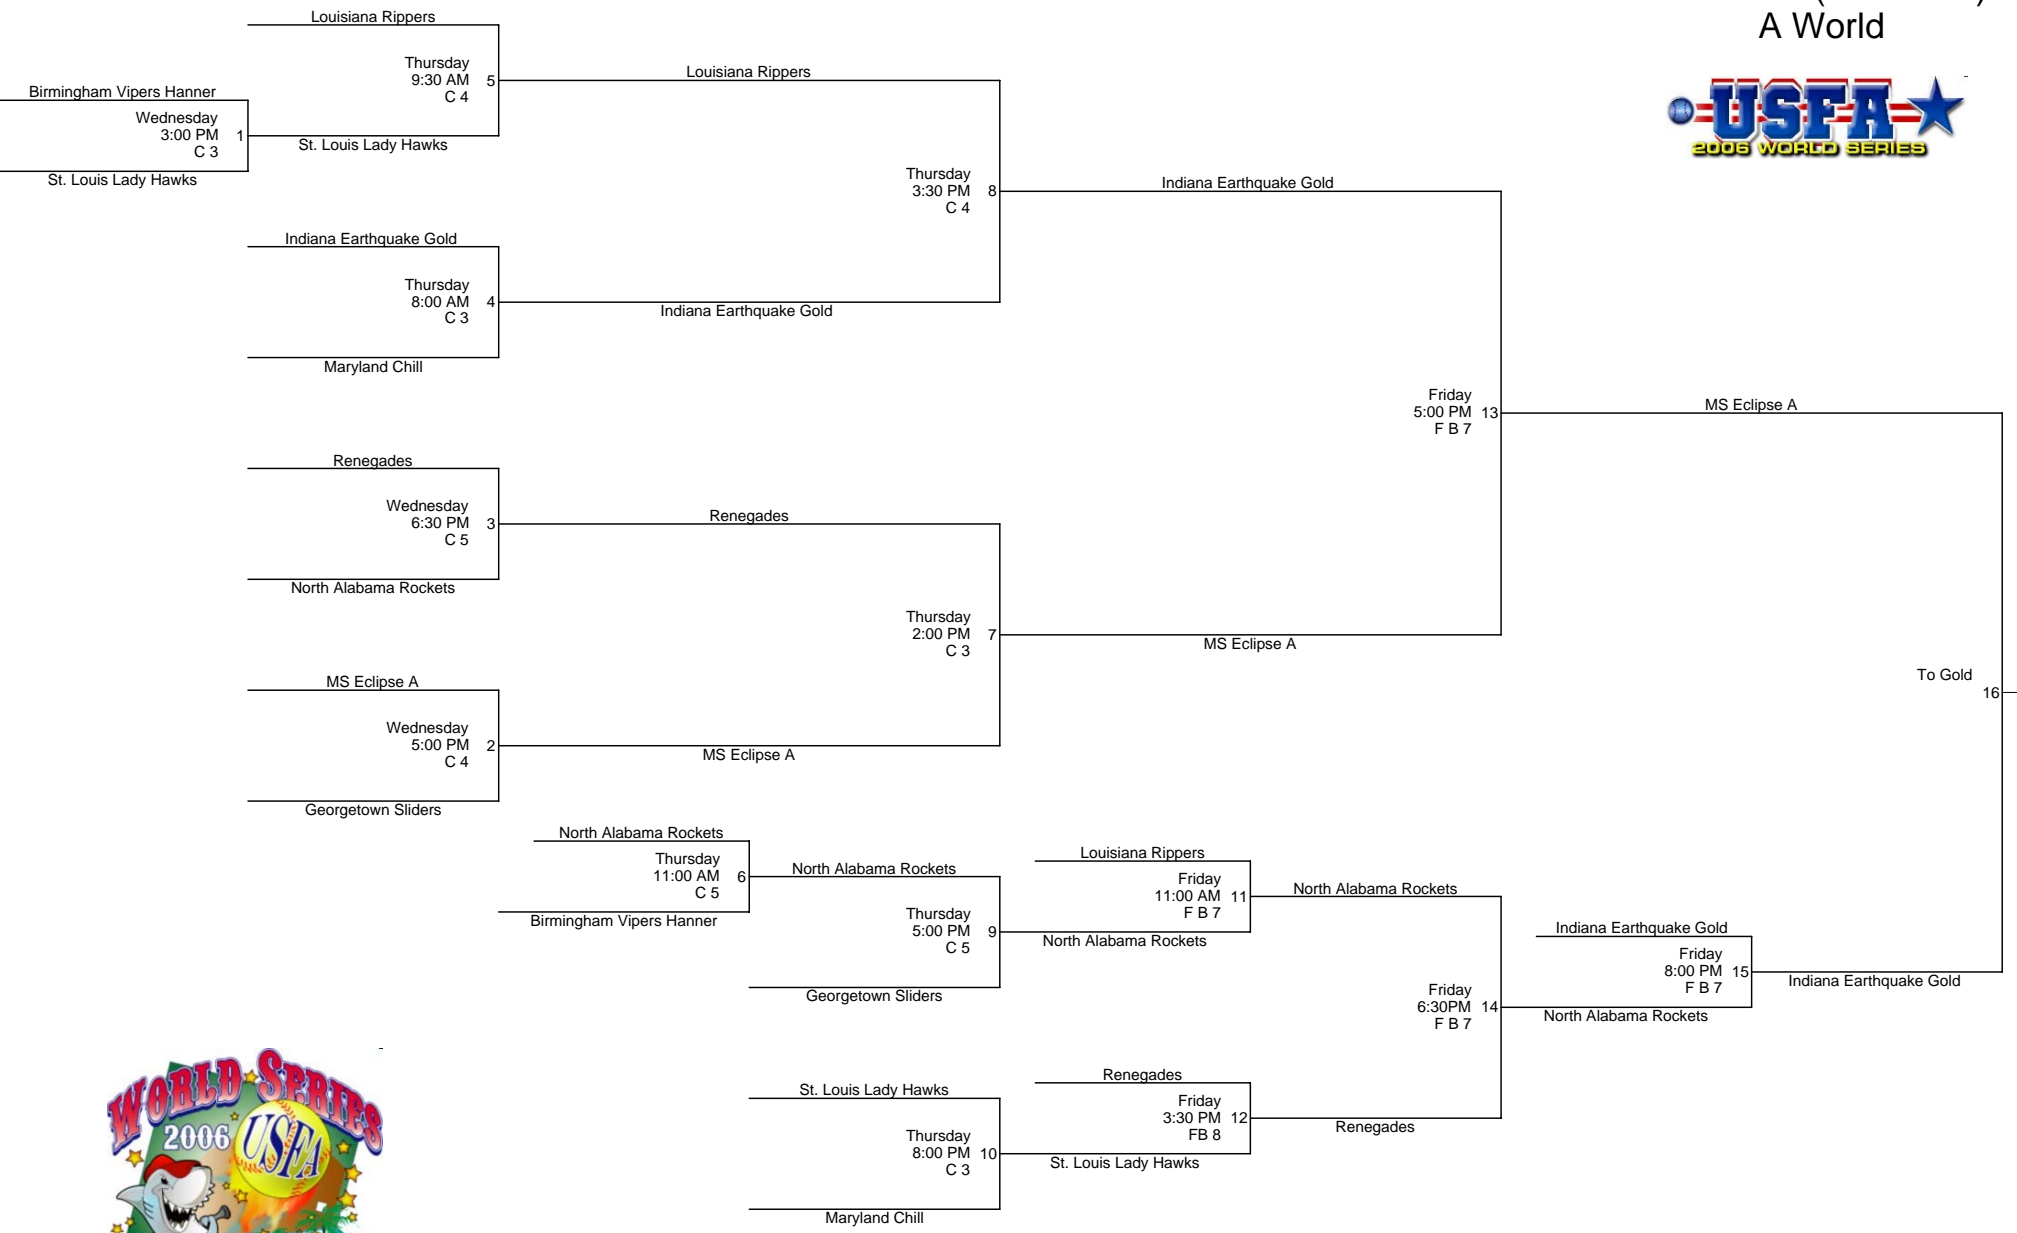 A World
USFA
2006 WORLD SERIES
Louisiana Rippers
Thursday
9:30 AM 5
C 4
Louisiana Rippers
Birmingham Vipers Hanner
Wednesday
3:00 PM 1
C 3
St. Louis Lady Hawks
St. Louis Lady Hawks
Thursday
3:30 PM 8
C 4
Indiana Earthquake Gold
Indiana Earthquake Gold
Thursday
8:00 AM 4
C 3
Indiana Earthquake Gold
Maryland Chill
Friday
5:00 PM 13
F B 7
MS Eclipse A
Renegades
Wednesday
6:30 PM 3
C 5
Renegades
North Alabama Rockets
Thursday
2:00 PM 7
C 3
MS Eclipse A
MS Eclipse A
Wednesday
5:00 PM 2
C 4
MS Eclipse A
Georgetown Sliders
To Gold
16
North Alabama Rockets
Thursday
11:00 AM 6
C 5
Birmingham Vipers Hanner
North Alabama Rockets
Thursday
5:00 PM 9
C 5
Georgetown Sliders
Louisiana Rippers
Friday
11:00 AM 11
F B 7
North Alabama Rockets
North Alabama Rockets
Friday
6:30PM 14
F B 7
Indiana Earthquake Gold
Friday
8:00 PM 15
F B 7
North Alabama Rockets
Indiana Earthquake Gold
St. Louis Lady Hawks
Thursday
8:00 PM 10
C 3
Maryland Chill
Renegades
Friday
3:30 PM 12
FB 8
St. Louis Lady Hawks
Renegades
WORLD SERIES
2006
USFA